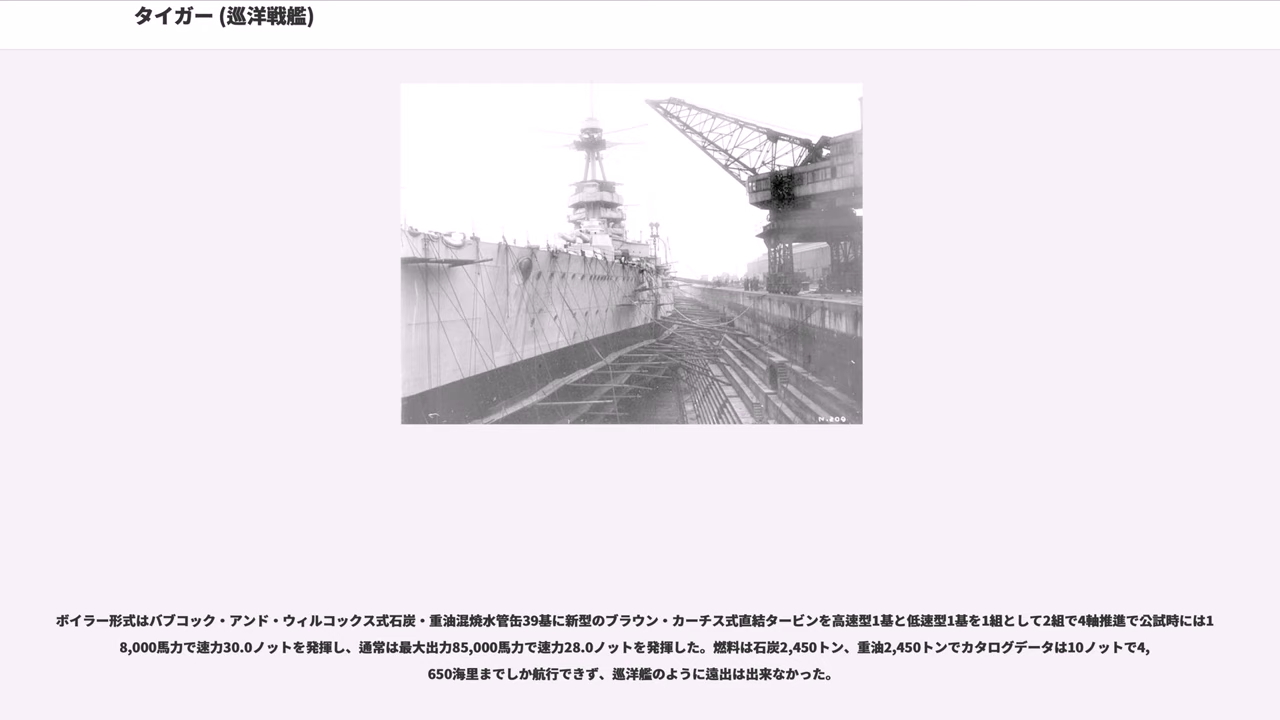 タイガー (巡洋戦艦)
N.209
ボイラー形式はバブコック・アンド・ウィルコックス式石炭・重油混焼水管缶39基に新型のブラウン・カーチス式直結タービンを高速型1基と低速型1基を1組として2組で4軸推進で公試時には1
8,000馬力で速力30.0ノットを発揮し、通常は最大出力85,000馬力で速力28.0ノットを発揮した。燃料は石炭2,450トン、重油2,450トンでカタログデータは10ノットで4,
650海里までしか航行できず、巡洋艦のように遠出は出来なかった。